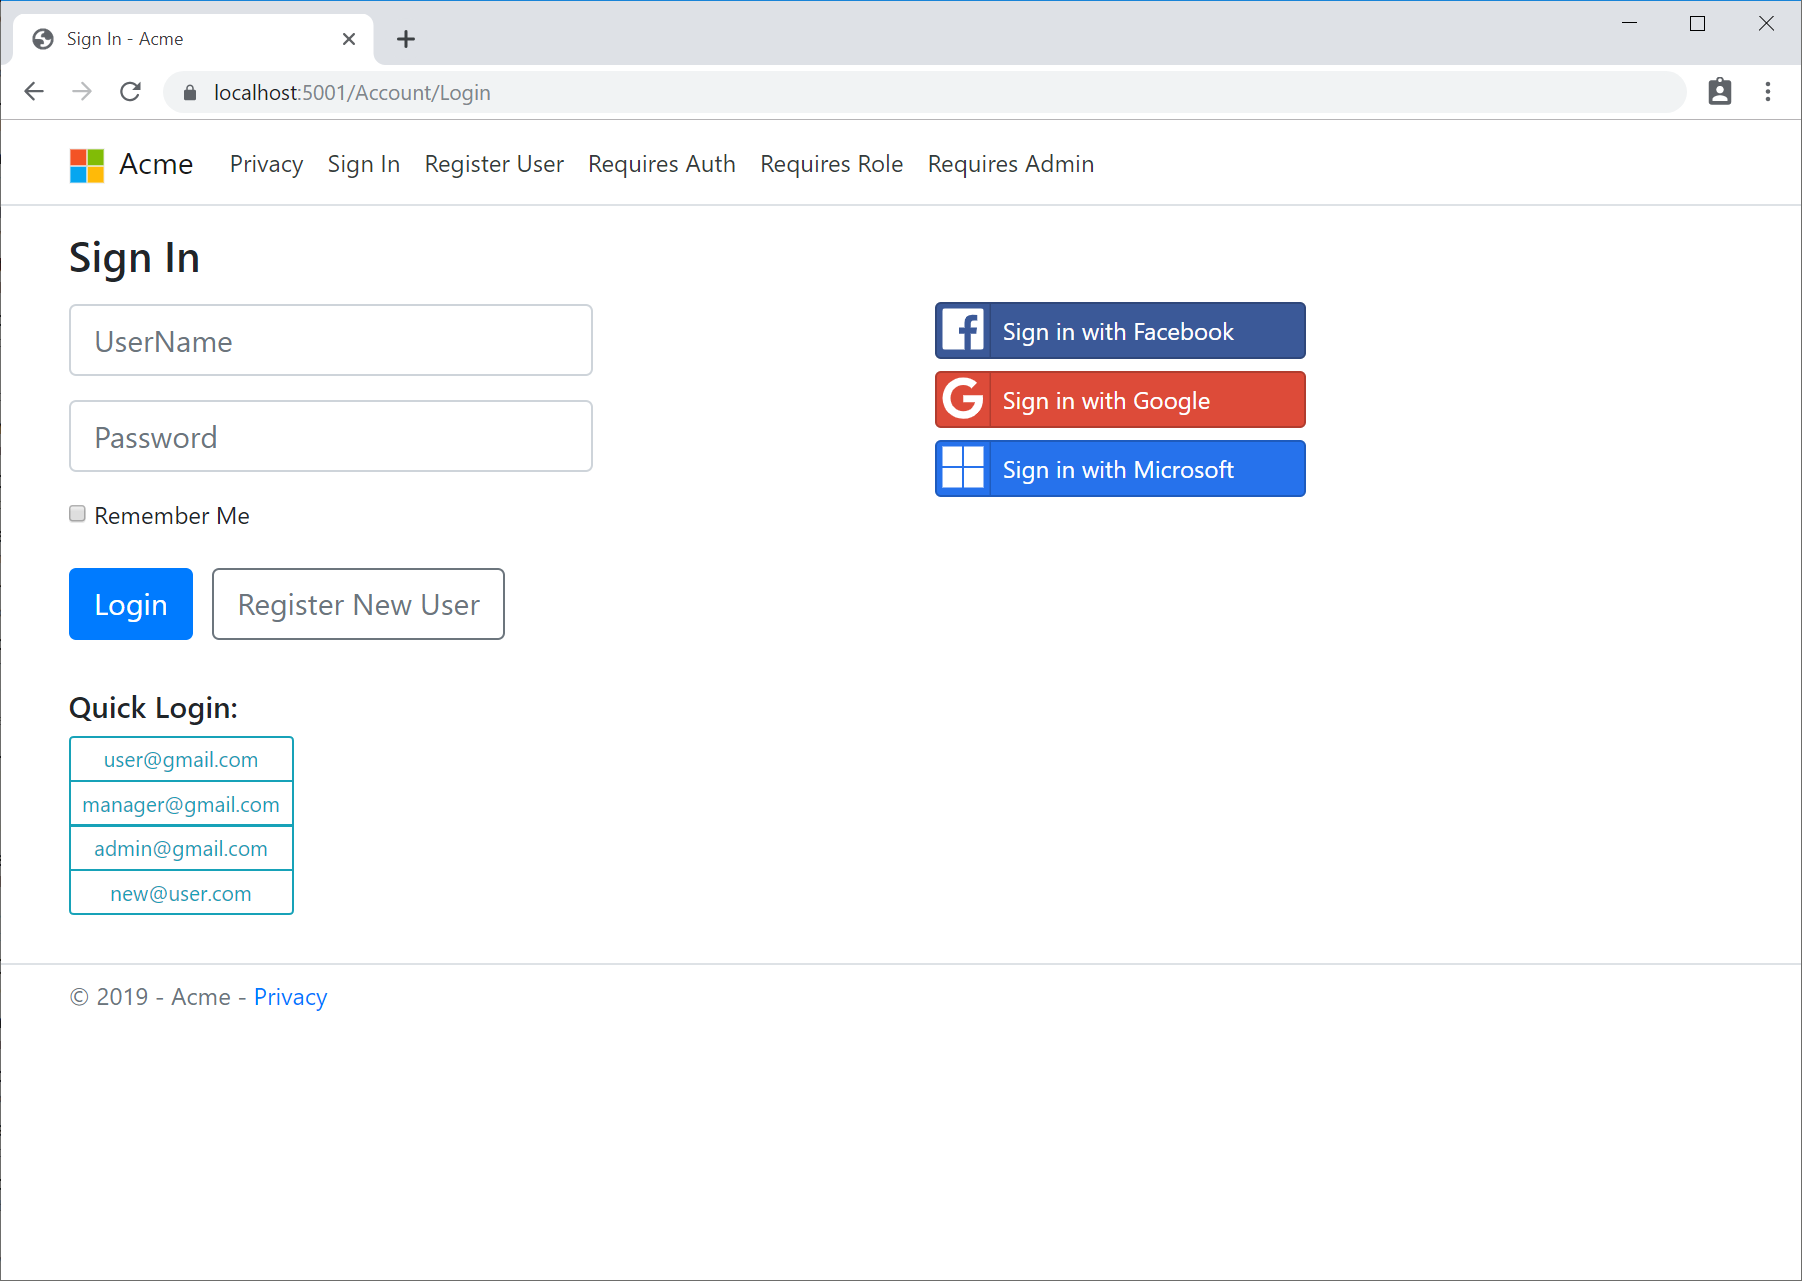 Sign In - Acme
localhost:5001/Account/Login
Acme Privacy Sign In Register User Requires Auth Requires Role Requires Admin
Sign In
UserName
Password
Remember Me
Login Register New User
Sign in with Facebook
Sign in with Google
Sign in with Microsoft
Quick Login:
user@gmail.com
manager@gmail.com
admin@gmail.com
new@user.com
© 2019 - Acme - Privacy